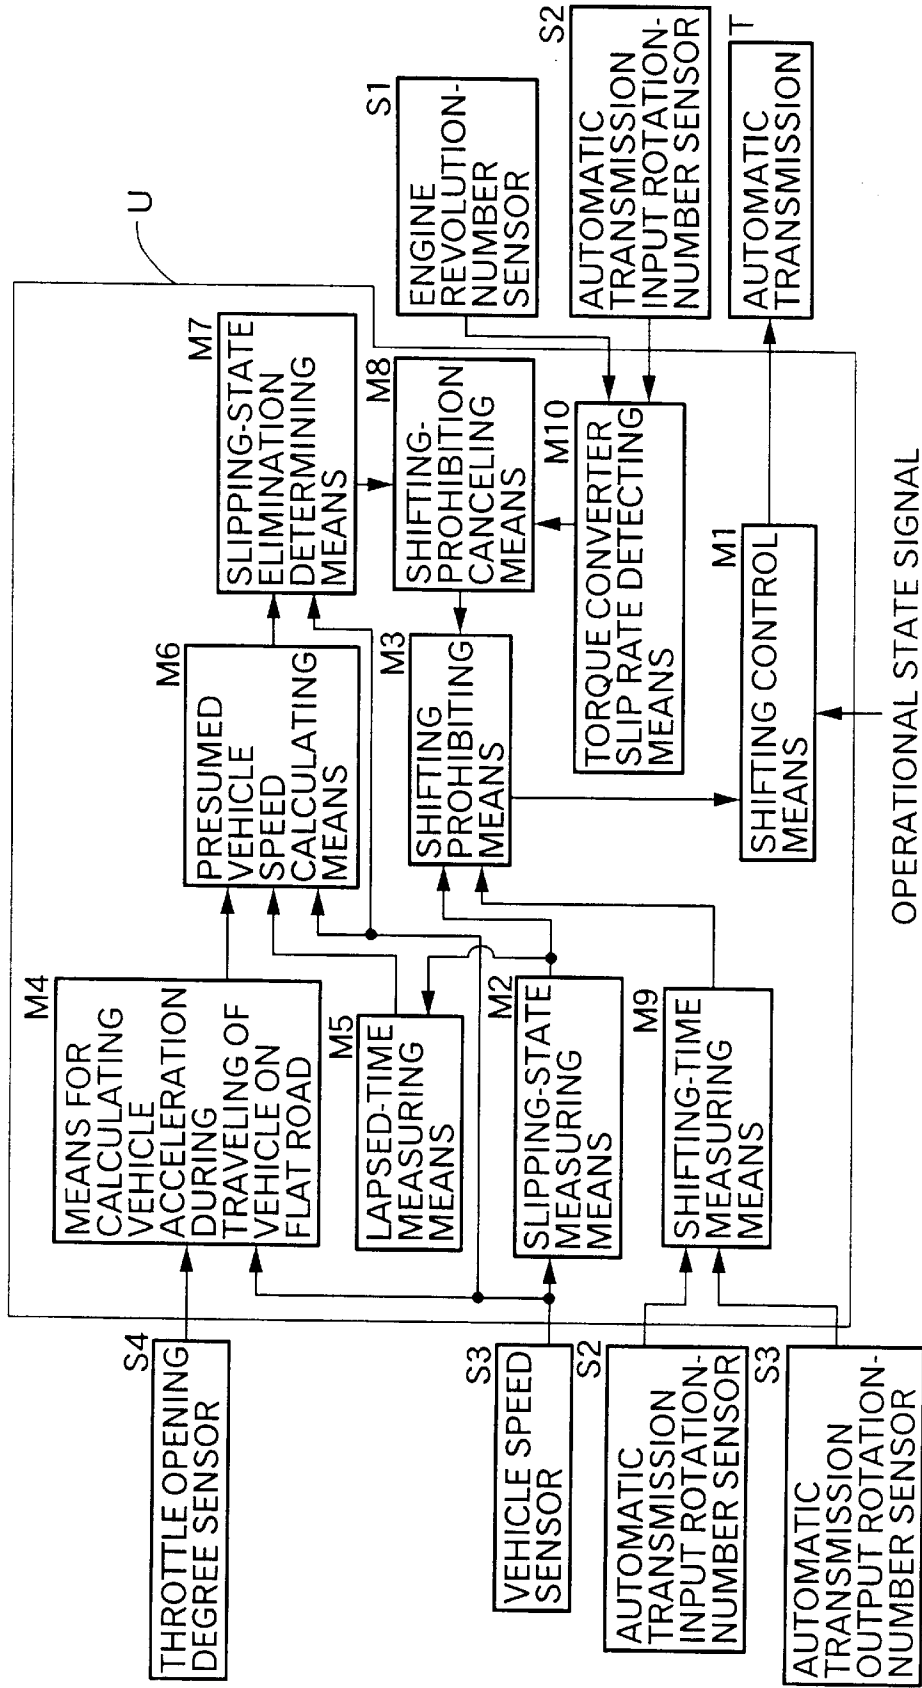 S4
THROTTLE OPENING
DEGREE SENSOR
S3
VEHICLE SPEED
SENSOR
S2
AUTOMATIC
TRANSMISSION
INPUT ROTATION-
NUMBER SENSOR
S3
AUTOMATIC
TRANSMISSION
OUTPUT ROTATION-
NUMBER SENSOR
M4
MEANS FOR
CALCULATING
VEHICLE
ACCELERATION
DURING
TRAVELING OF
VEHICLE ON
FLAT ROAD
M5
LAPSED-TIME
MEASURING
MEANS
M2
SLIPPING-STATE
MEASURING
MEANS
M9
SHIFTING-TIME
MEASURING
MEANS
M6
PRESUMED
VEHICLE
SPEED
CALCULATING
MEANS
M3
SHIFTING
PROHIBITING
MEANS
M7
SLIPPING-STATE
ELIMINATION
DETERMINING
MEANS
M8
SHIFTING-
PROHIBITION
CANCELING
MEANS
M10
TORQUE CONVERTER
SLIP RATE DETECTING
MEANS
M1
SHIFTING CONTROL
MEANS
OPERATIONAL STATE SIGNAL
U
S1
ENGINE
REVOLUTION-
NUMBER
SENSOR
S2
AUTOMATIC
TRANSMISSION
INPUT ROTATION-
NUMBER SENSOR
T
AUTOMATIC
TRANSMISSION